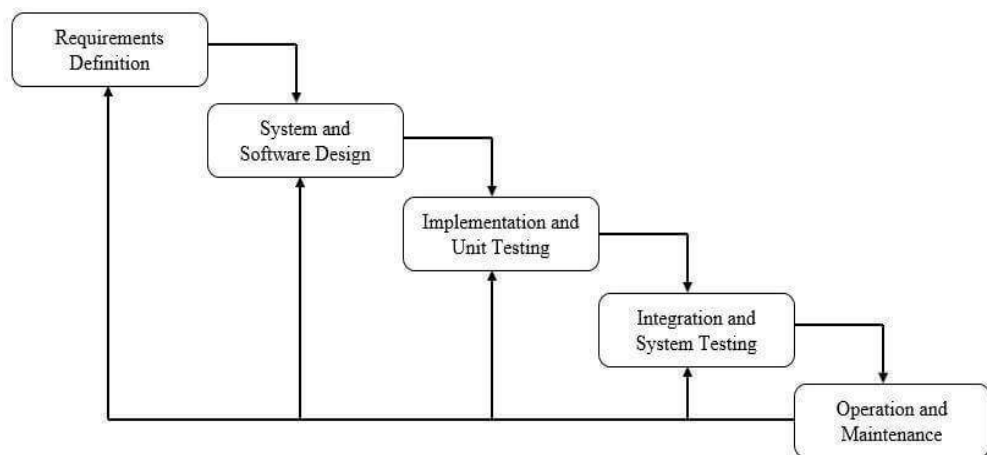 Requirements
Definition
System and
Software Design
Implementation and
Unit Testing
Integration and
System Testing
Operation and
Maintenance